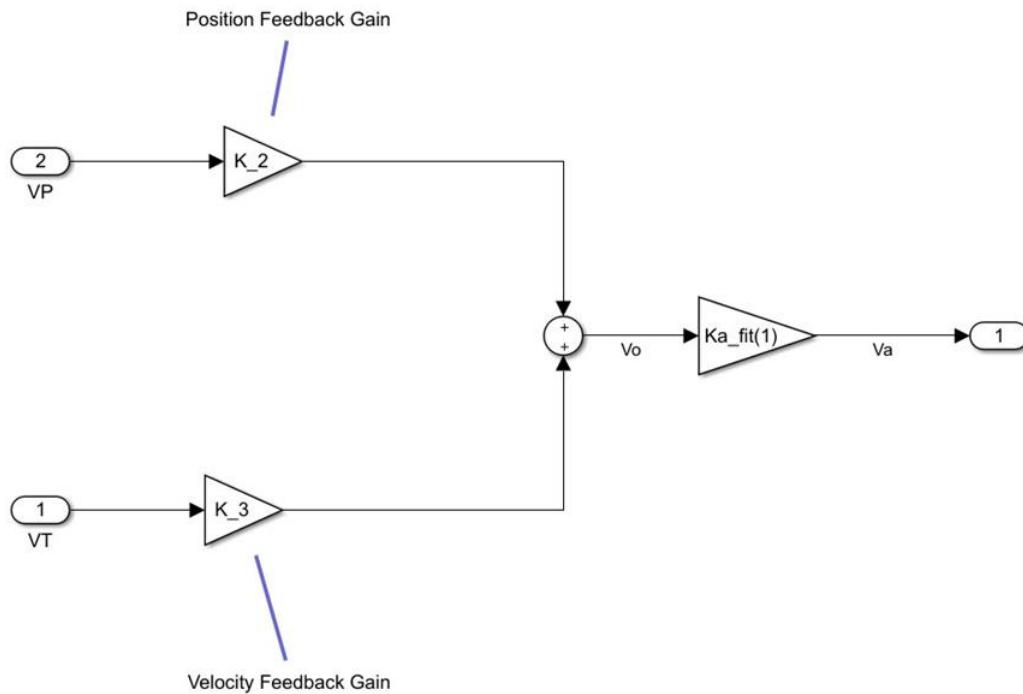 Position Feedback Gain
2
VP
K_2
+
+
Vo
Ka_fit(1)
Va
1
1
VT
K_3
Velocity Feedback Gain